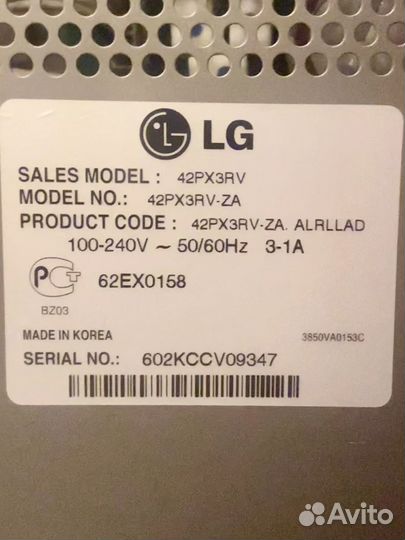 LG
SALES MODEL : 42PX3RV
MODEL NO.: 42PX3RV-ZA
PRODUCT CODE : 42PX3RV-ZA. ALRLLAD
100-240V ~ 50/60Hz 3-1A
62EX0158
BZ03
MADE IN KOREA 3850VA0153C
SERIAL NO.: 602KCCV09347
Avito